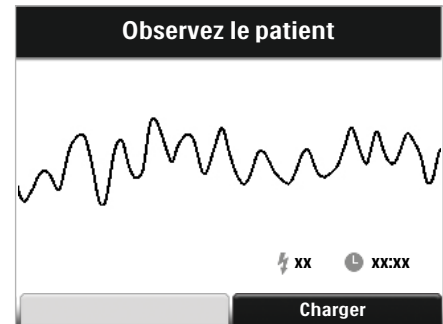 Observez le patient
xx xx:xx
Charger